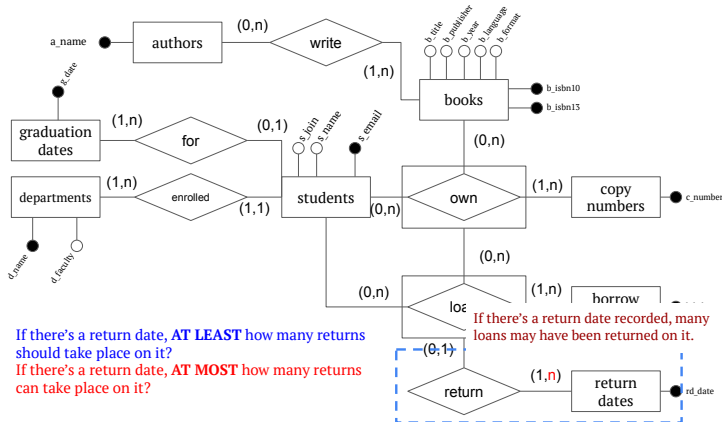 a_name
authors
(0,n)
write
(1,n)
b_title
b_publisher
b_year
b_language
b_format
books
b_isbn10
b_isbn13
g_date
graduation
dates
(1,n)
for
(0,1)
s_join
s_name
s_email
(0,n)
departments
(1,n)
enrolled
(1,1)
students
(0,n)
own
(1,n)
copy
numbers
c_number
d_name
d_faculty
(0,n)
(0,n)
(1,n)
borrow
If there's a return date recorded, many
loans may have been returned on it.
If there's a return date, AT LEAST how many returns
should take place on it?
If there's a return date, AT MOST how many returns
can take place on it?
(0,1)
return
(1,n)
return
dates
rd_date